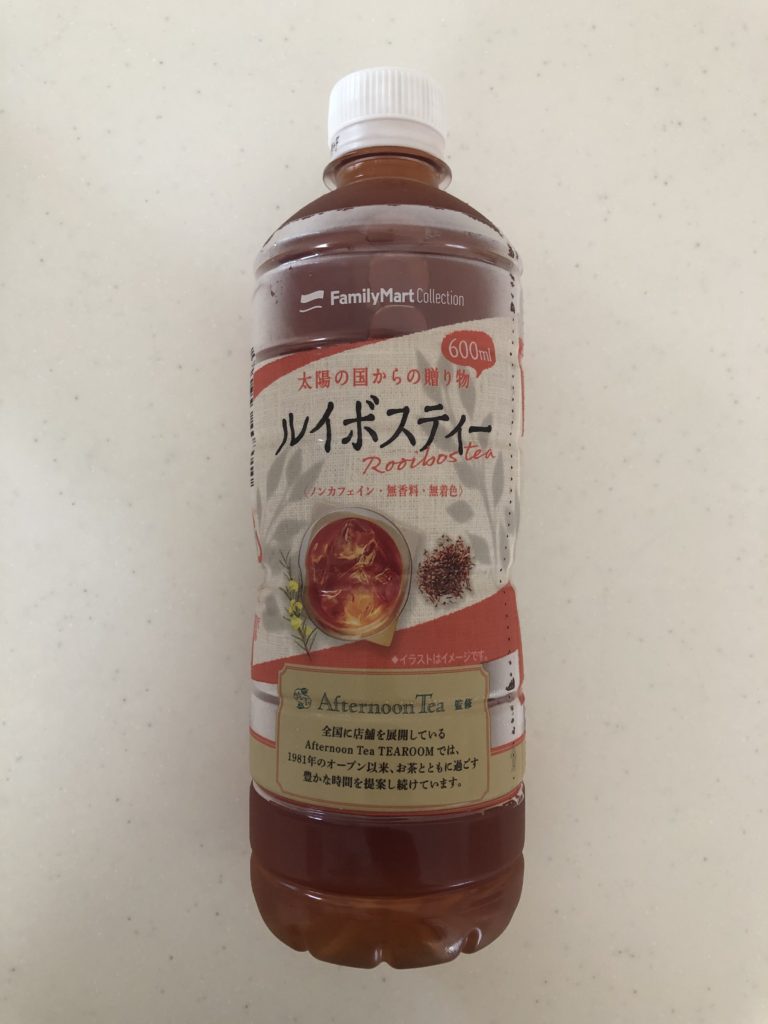 FamilyMart Collection
600ml
太陽の国からの贈り物
ルイボスティー
Rooibos tea
〈ノンカフェイン・無香料・無着色〉
◆イラストはイメージです。
Afternoon Tea 監修
全国に店舗を展開している
Afternoon Tea TEAROOMでは、
1981年のオープン以来、お茶とともに過ごす
豊かな時間を提案し続けています。